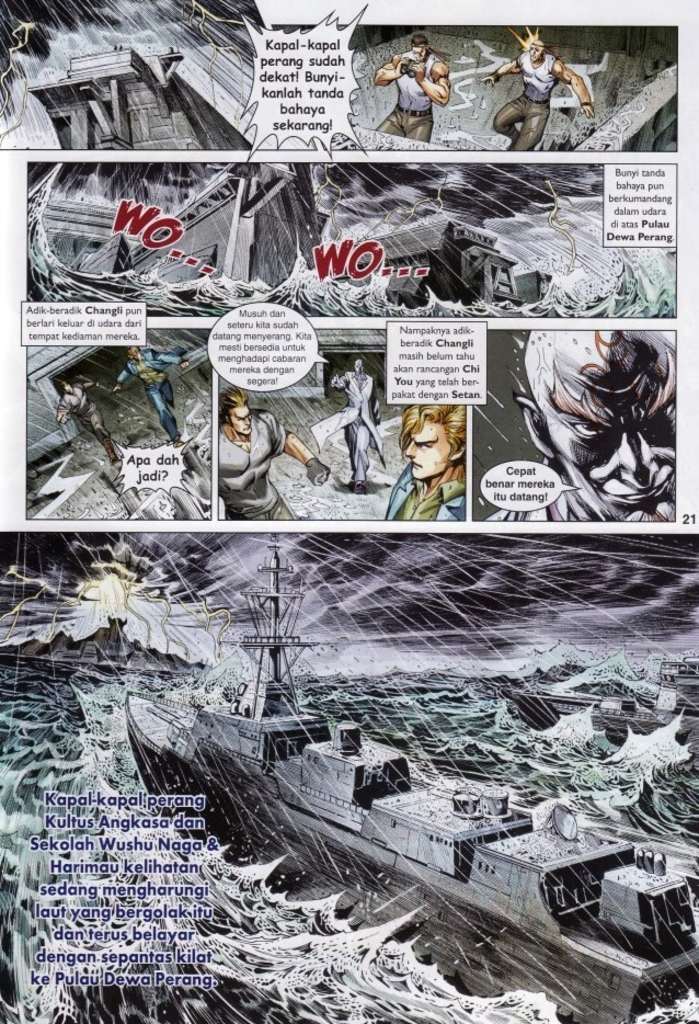 Kapal-kapal
perang sudah
dekat! Bunyi-
kanlah tanda
bahaya
sekarang!
Bunyi tanda
bahaya pun
berkumandang
dalam udara
di atas Pulau
Dewa Perang.
WO...
WO...
Adik-beradik Changli pun
berlari keluar di udara dari
tempat kediaman mereka.
Apa dah
jadi?
Musuh dan
seteru kita sudah
datang menyerang. Kita
mesti bersedia untuk
menghadapi cabaran
mereka dengan
segera!
Nampaknya adik-
beradik Changli
masih belum tahu
akan rancangan Chi
You yang telah ber-
pakat dengan Setan.
Cepat
benar mereka
itu datang!
21
Kapal-kapal perang
Kultus Angkasa dan
Sekolah Wushu Naga &
Harimau kelihatan
sedang mengharungi
laut yang bergolak itu
dan terus belayar
dengan sepantas kilat
ke Pulau Dewa Perang.